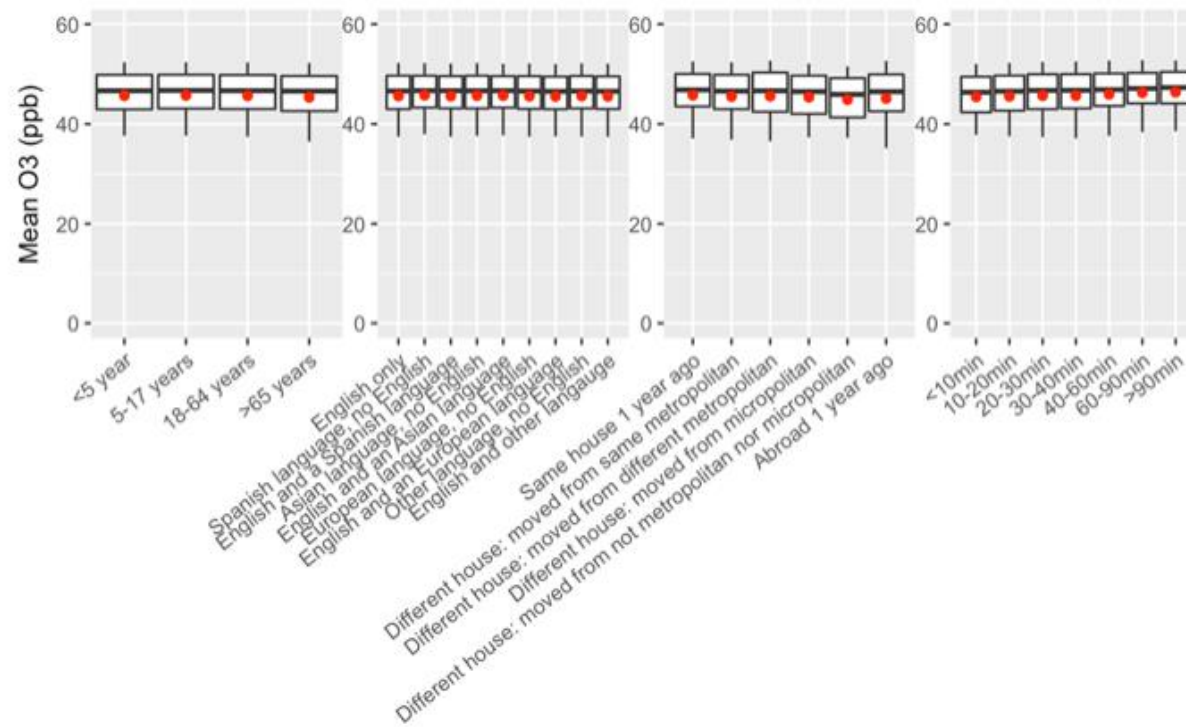 Mean O3 (ppb)
60
40
20
0
<5 year
5-17 years
18-64 years
>65 years
60
40
20
0
English only
Spanish language, no English
English and a Spanish language
Asian language, no English
English and an Asian language
European language, no English
English and an European language
Other language, no English
English and other langauge
60
40
20
0
Same house 1 year ago
Different house: moved from same metropolitan
Different house: moved from different metropolitan
Different house: moved from micropolitan
Different house: moved from not metropolitan nor micropolitan
Abroad 1 year ago
60
40
20
0
<10min
10-20min
20-30min
30-40min
40-60min
60-90min
>90min